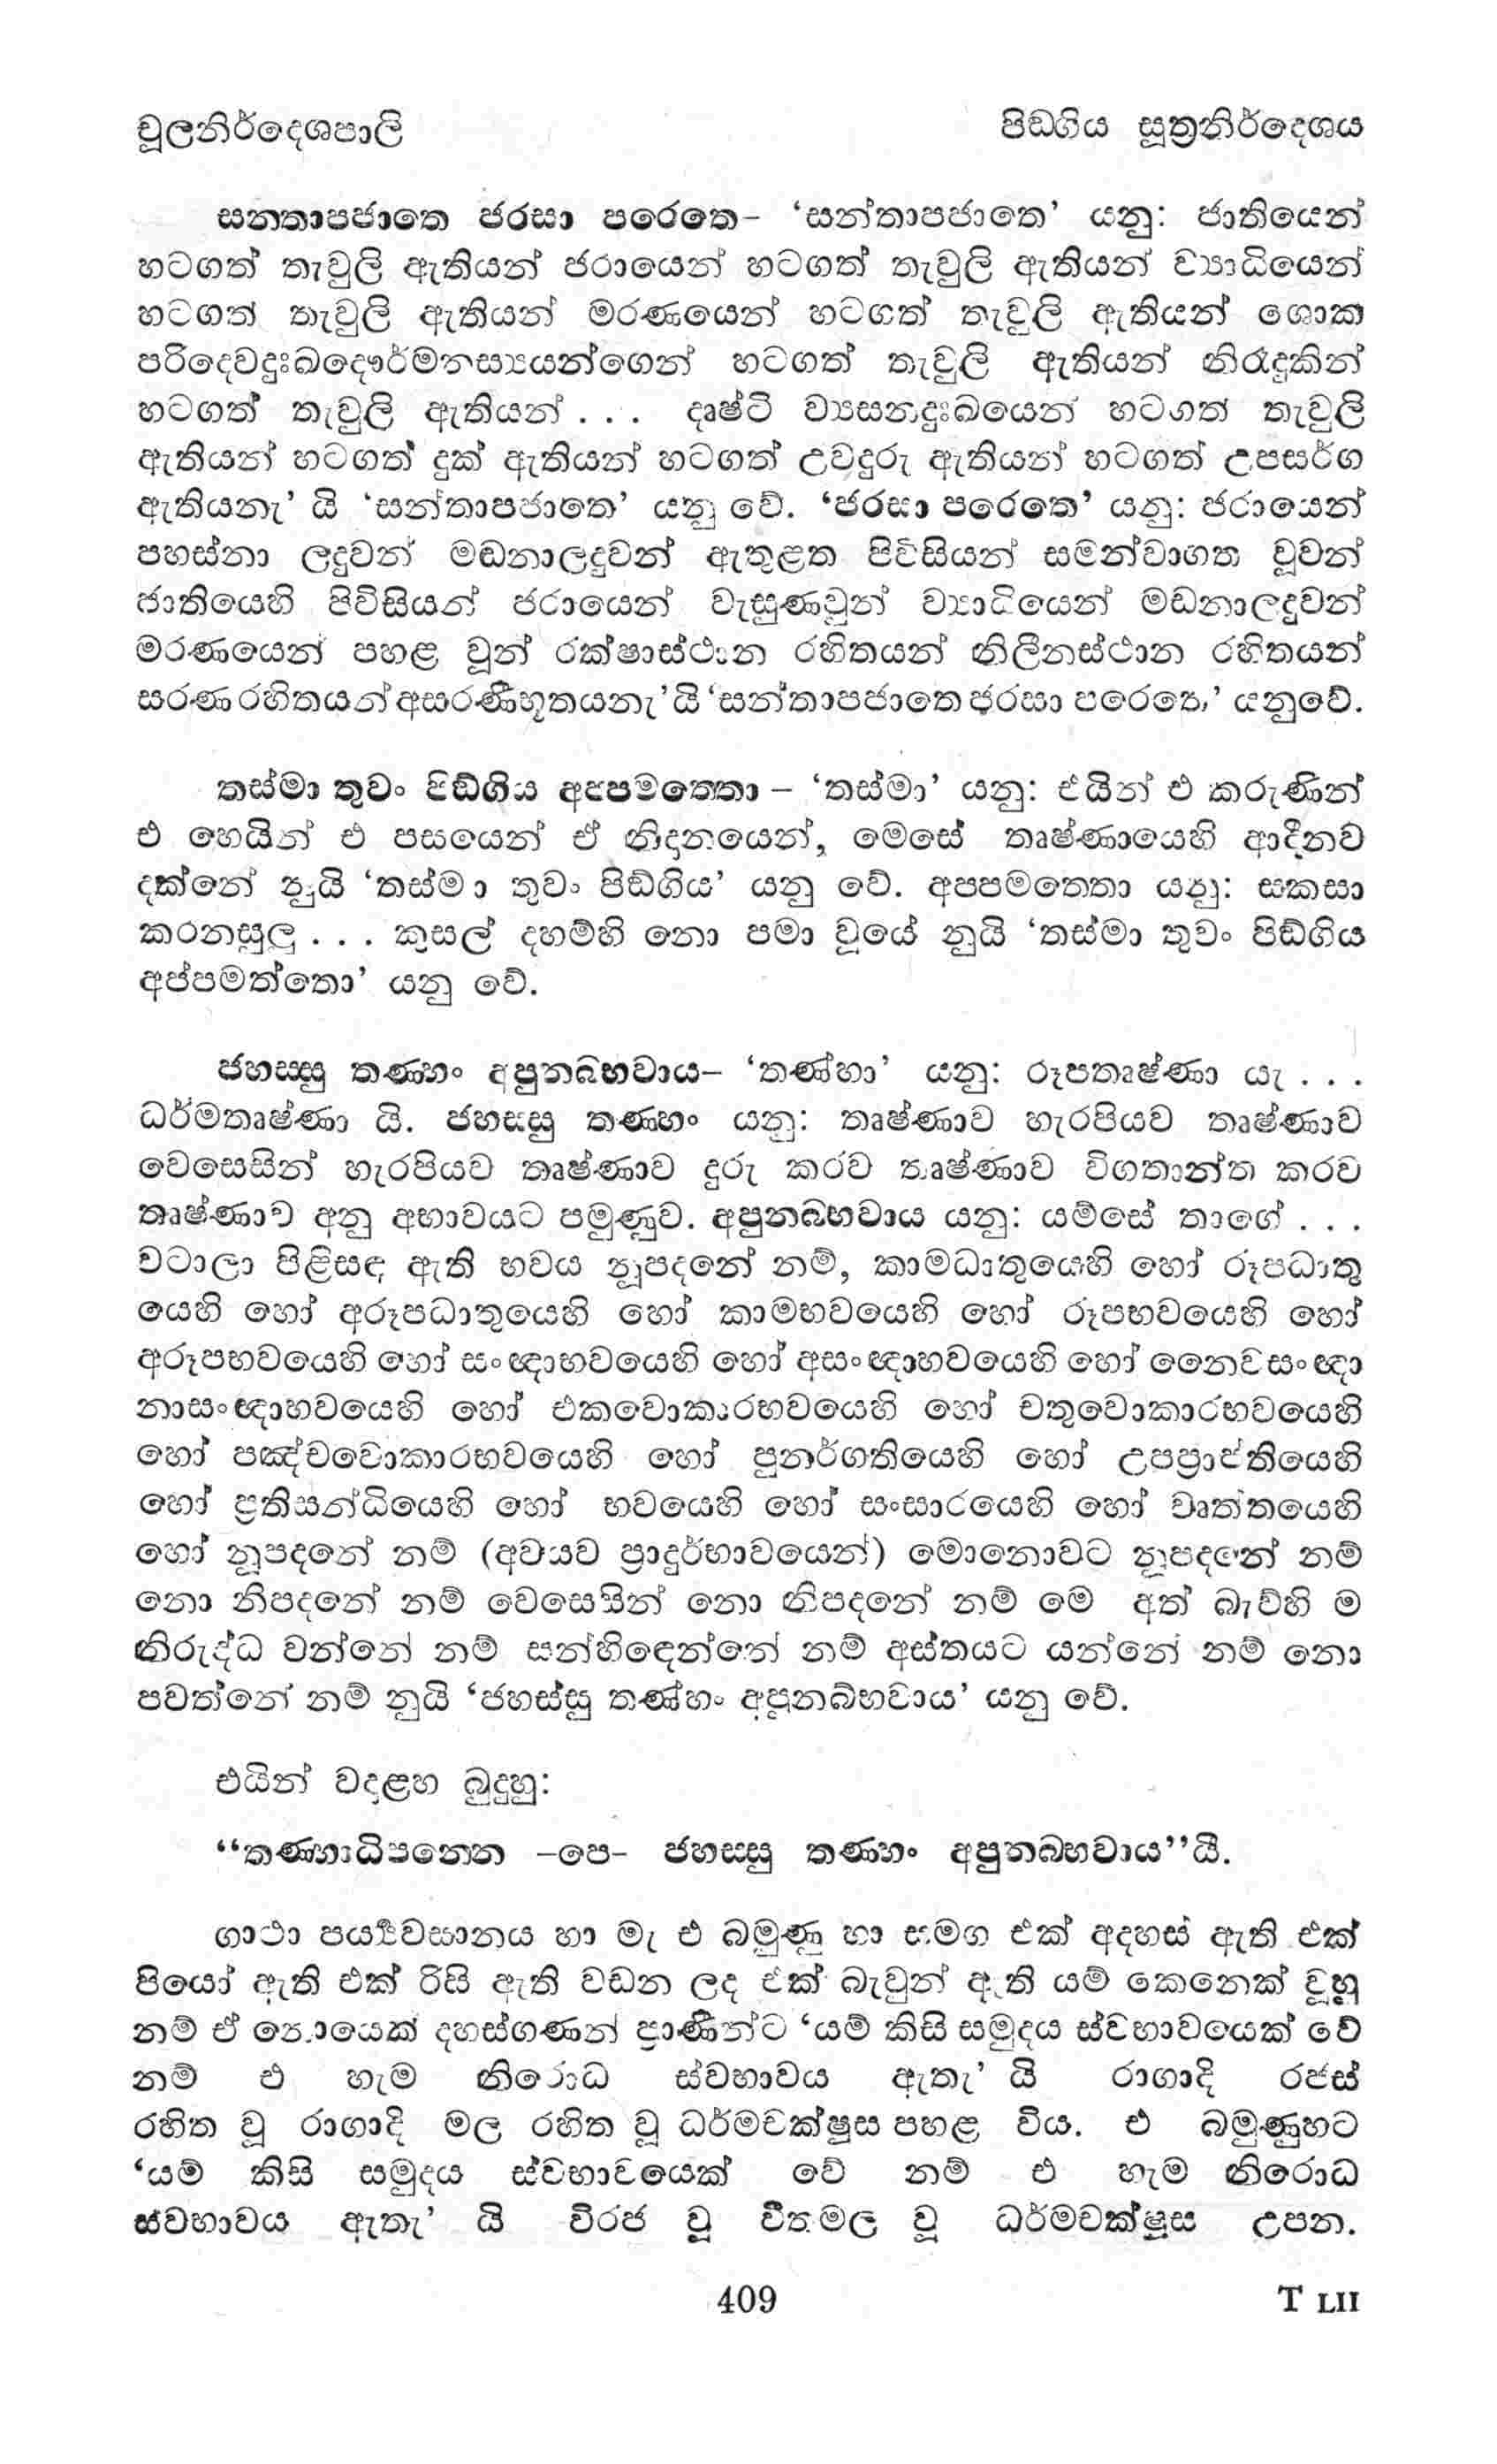 චූලනිර්දෙශපාලි
පිඞගිය සූත්‍රනිර්දෙශය
සන‍්තාපජාතෙ ජරසා පරෙතෙ– ‘සන්තාපජාතෙ’ යනු: ජාතියෙන්
හටගත් තැවුලි ඇතියන් ජරායෙන් හටගත් තැවුලි ඇතියන් ව්‍යාධියෙන්
හටගත් තැවුලි ඇතියන් මරණයෙන් හටගත් තැවුලි ඇතියන් ශොක
පරිදෙවදුඃඛදෞර්මනස්‍යයන්ගෙන් හටගත් තැවුලි ඇතියන් නිරැදුකින්
හටගත් තැවුලි ඇතියන් . . . දෘෂ්ටි ව්‍යසනදුඃඛයෙන් හටගත් තැවුලි
ඇතියන් හටගත් දුක් ඇතියන් හටගත් උවදුරු ඇතියන් හටගත් උපසර්ග
ඇතියනැ’ යි ‘සන්තාපජාතෙ’ යනු වේ. ‘ජරසා පරෙතෙ’ යනු: ජරායෙන්
පහස්නා ලදුවන් මඬනාලදුවන් ඇතුළත පිවිසියන් සමන්වාගත වූවන්
ජාතියෙහි පිවිසියන් ජරායෙන් වැසුණවුන් ව්‍යාධියෙන් මඩනාලදුවන්
මරණයෙන් පහළ වූන් රක්ෂාස්ථාන රහිතයන් නිලීනස්ථාන රහිතයන්
සරණ රහිතයන් අසරණීභූතයනැ’යි ‘සන්තාපජාතෙ ජරසා පරෙතෙ’ යනුවේ.
තස්මා තුවං පිඞ්ගිය අප‍්පමත‍්තො – ‘තස්මා’ යනු: එයින් එ කරුණින්
එ හෙයින් එ පසයෙන් ඒ නිදානයෙන්, මෙසේ තෘෂ්ණායෙහි ආදීනව
දක්නේ නුයි ‘තස්මා තුවං පිඞ්ගිය’ යනු වේ. අප‍්පමත‍්තො යනු: සකසා
කරනසුලු . . . කුසල් දහම්හි නො පමා වූයේ නුයි ‘තස්මා තුවං පිඞ්ගිය
අප්පමත්තො’ යනු වේ.
ජහස‍්සු තණ‍්හං අපුනබ‍්භවාය– ‘තණ්හා’ යනු: රූපතෘෂ්ණා යැ . . .
ධර්මතෘෂ්ණා යි. ජහස‍්සු තණ‍්හං යනු: තෘෂ්ණාව හැරපියව තෘෂ්ණාව
වෙසෙසින් හැරපියව තෘෂ්ණාව දුරු කරව තෘෂ්ණාව විගතාන්ත කරව
තෘෂ්ණාව අනු අභාවයට පමුණුව. අපුනබ‍්භවාය යනු: යම්සේ තාගේ . . .
වටාලා පිළිසඳ ඇති භවය නූපදනේ නම්, කාමධාතුයෙහි හෝ රූපධාතු
යෙහි හෝ අරූපධාතුයෙහි හෝ කාමභවයෙහි හෝ රූපභවයෙහි හෝ
අරූපභවයෙහි හෝ සංඥාභවයෙහි හෝ අසංඥාභවයෙහි හෝ නෛවසංඥා
නාසංඥාභවයෙහි හෝ එකවොකාරභවයෙහි හෝ චතුවොකාරභවයෙහි
හෝ පඤ්චවොකාරභවයෙහි හෝ පුනර්ගතියෙහි හෝ උපප්‍රාප්තියෙහි
හෝ ප්‍රතිසන්ධියෙහි හෝ භවයෙහි හෝ සංසාරයෙහි හෝ වෘත්තයෙහි
හෝ නූපදනේ නම් (අවයව ප්‍රාදුර්භාවයෙන්) මොනොවට නූපදනේ නම්
නො නිපදනේ නම් වෙසෙසින් නො නිපදනේ නම් මෙ අත් බැව්හි ම
නිරුද්ධ වන්නේ නම් සන්හිඳෙන්නේ නම් අස්තයට යන්නේ නම් නො
පවත්නේ නම් නුයි ‘ජහස්සු තණ්හං අපුනබ්භවාය’ යනු වේ.
එයින් වදාළහ බුදුහු:
“තණ‍්හාධිපන‍්නෙ –පෙ– ජහස‍්සු තණ‍්හං අපුනබ‍්භවාය”යී.
ගාථා පර්‍ය්‍යවසානය හා මැ එ බමුණු හා සමග එක් අදහස් ඇති එක්
පියෝ ඇති එක් රිසි ඇති වඩන ලද එක් බැවුන් ඇති යම් කෙනෙක් වූහු
නම් ඒ නොයෙක් දහස්ගණන් ප්‍රාණීන්ට ‘යම් කිසි සමුදය ස්වභාවයෙක් වේ
නම් එ හැම නිරොධ ස්වභාවය ඇතැ’ යි රාගාදි රජස්
රහිත වූ රාගාදි මල රහිත වූ ධර්මචක්ෂුස පහළ විය. එ බමුණුහට
‘යම් කිසි සමුදය ස්වභාවයෙක් වේ නම් එ හැම නිරොධ
ස්වභාවය ඇතැ’ යි විරජ වූ වීතමල වූ ධර්මචක්ෂුස උපන.
409
T LII